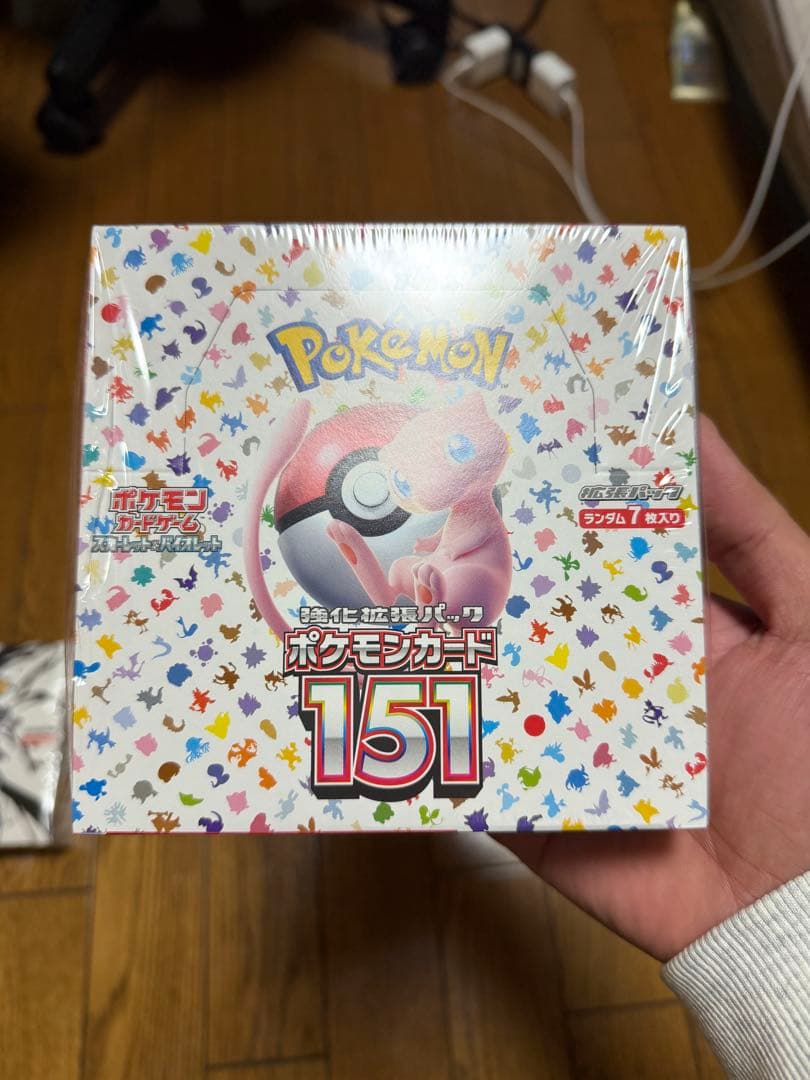 POKéMON
TM
ポケモン
カードゲーム
スカーレット&バイオレット
拡張パック
ランダム7枚入り
強化拡張パック
ポケモンカード
151